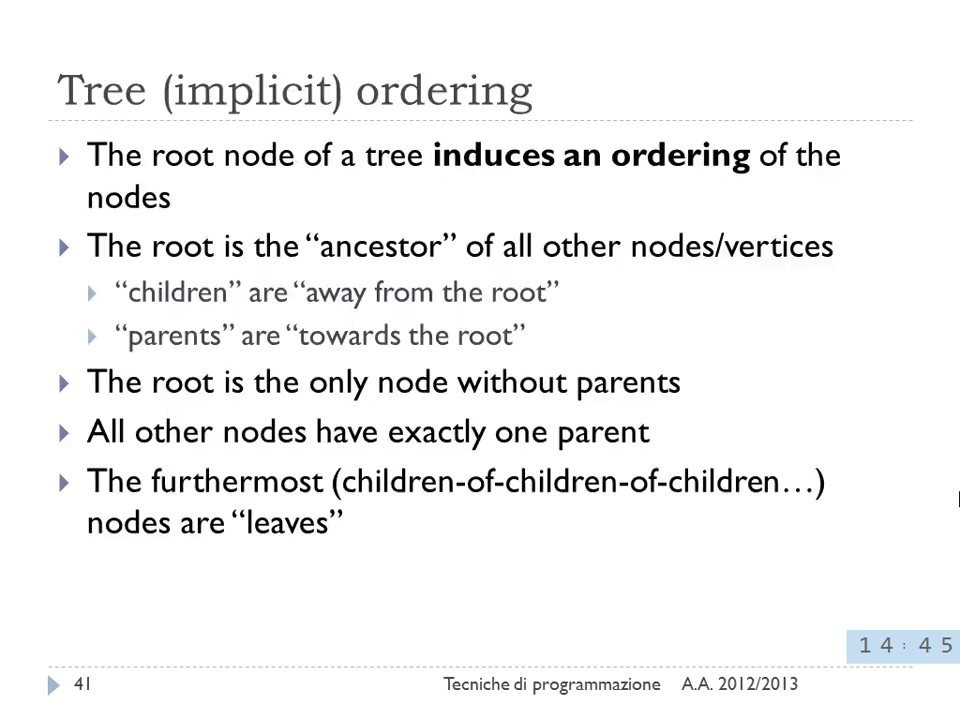 Tree (implicit) ordering
The root node of a tree induces an ordering of the
nodes
The root is the “ancestor” of all other nodes/vertices
“children” are “away from the root”
“parents” are “towards the root”
The root is the only node without parents
All other nodes have exactly one parent
The furthermost (children-of-children-of-children…)
nodes are “leaves”
14:45
41 Tecniche di programmazione A.A. 2012/2013